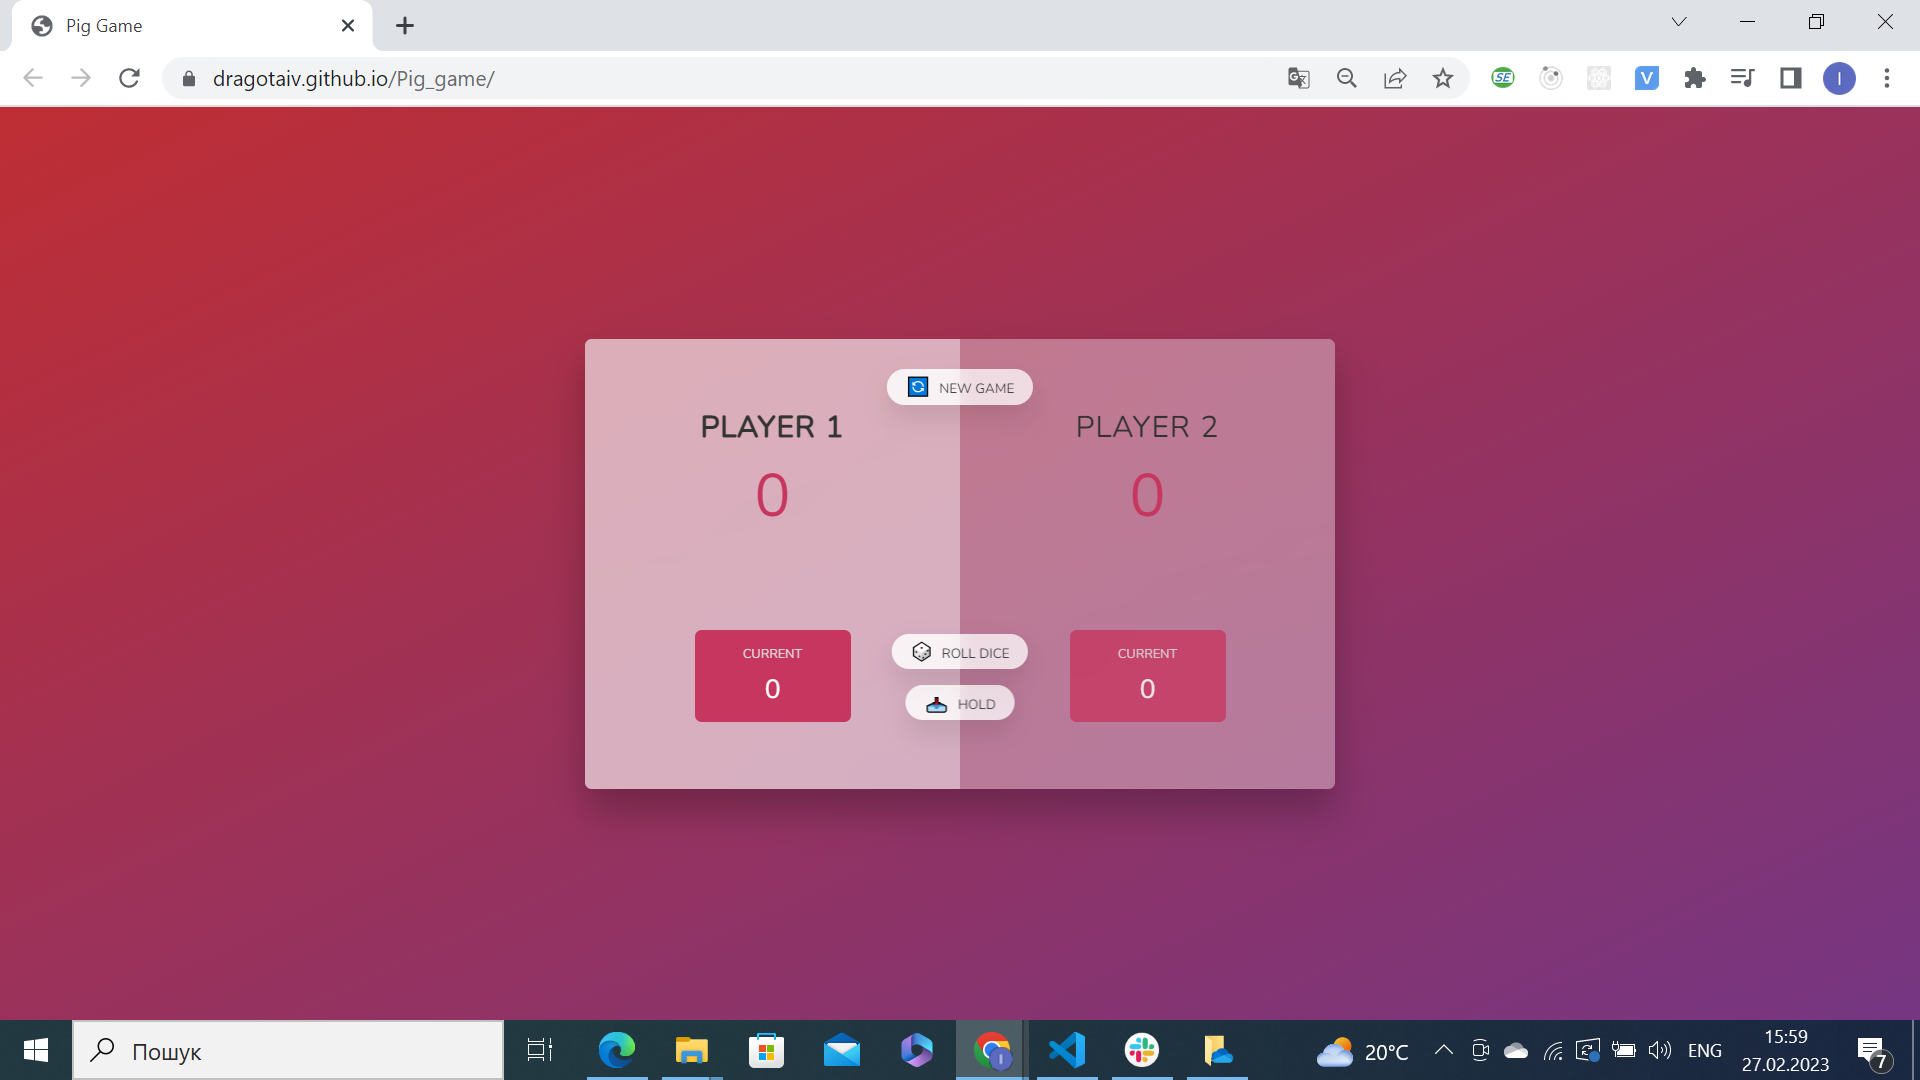 Pig Game
dragotaiv.github.io/Pig_game/
SE
V
I
NEW GAME
PLAYER 1
PLAYER 2
0
0
CURRENT
0
ROLL DICE
HOLD
CURRENT
0
Пошук
I
20°C
ENG
15:59
27.02.2023
7